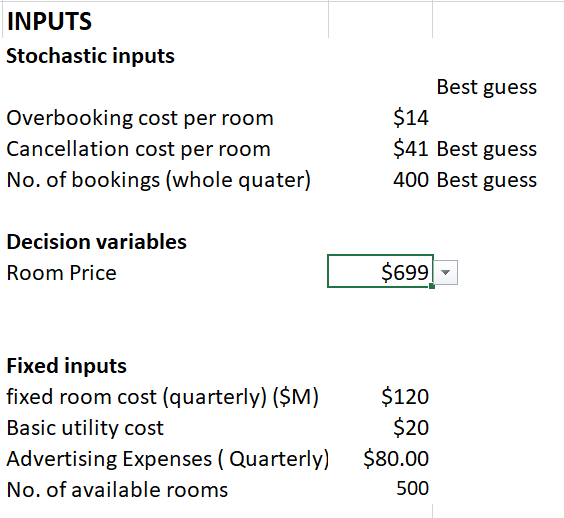 INPUTS
Stochastic inputs
Best guess
Overbooking cost per room $14
Cancellation cost per room $41 Best guess
No. of bookings (whole quater) 400 Best guess
Decision variables
Room Price $699
Fixed inputs
fixed room cost (quarterly) ($M) $120
Basic utility cost $20
Advertising Expenses ( Quarterly) $80.00
No. of available rooms 500